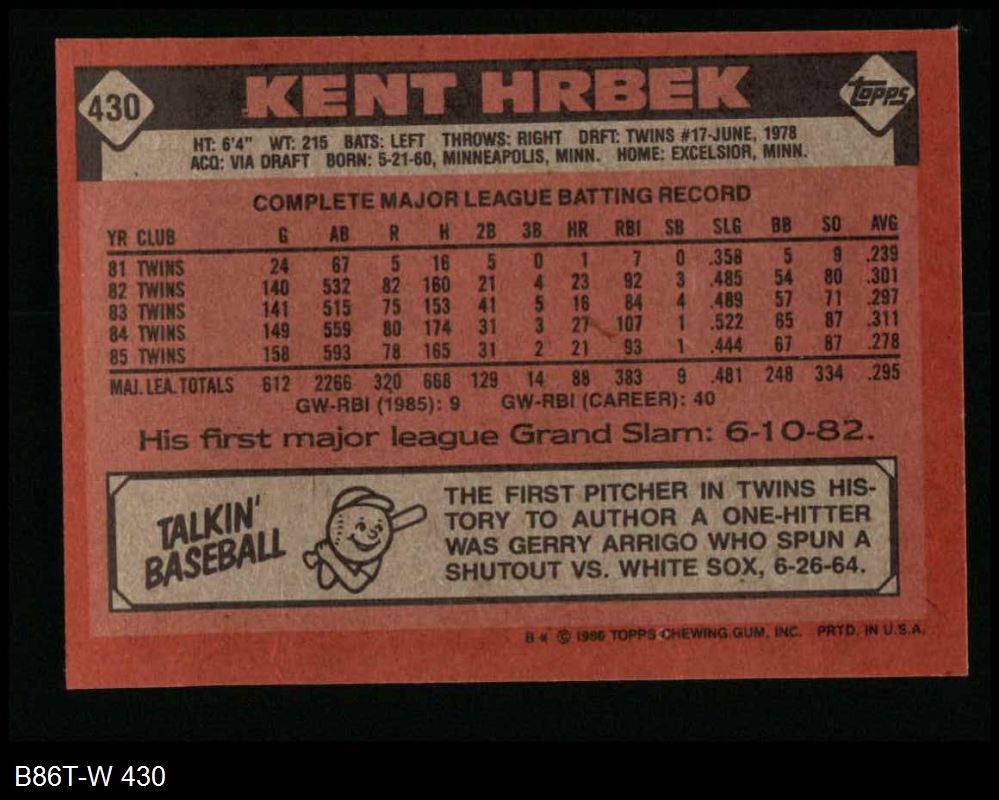 430
KENT HRBEK
Topps
HT: 6'4" WT: 215 BATS: LEFT THROWS: RIGHT DRFT: TWINS #17-JUNE, 1978
ACQ: VIA DRAFT BORN: 5-21-60, MINNEAPOLIS, MINN. HOME: EXCELSIOR, MINN.
COMPLETE MAJOR LEAGUE BATTING RECORD
YR CLUB G AB R H 2B 3B HR RBI SB SLG BB SO AVG
81 TWINS 24 67 5 16 5 0 1 7 0 .358 5 9 .239
82 TWINS 140 532 82 160 21 4 23 92 3 .485 54 80 .301
83 TWINS 141 515 75 153 41 5 16 84 4 .489 57 71 .297
84 TWINS 149 559 80 174 31 3 27 107 1 .522 65 87 .311
85 TWINS 158 593 78 165 31 2 21 93 1 .444 67 87 .278
MAJ. LEA. TOTALS 612 2266 320 668 129 14 88 383 9 .481 248 334 .295
GW-RBI (1985): 9 GW-RBI (CAREER): 40
His first major league Grand Slam: 6-10-82.
TALKIN'
BASEBALL
THE FIRST PITCHER IN TWINS HIS-
TORY TO AUTHOR A ONE-HITTER
WAS GERRY ARRIGO WHO SPUN A
SHUTOUT VS. WHITE SOX, 6-26-64.
B* © 1986 TOPPS CHEWING GUM, INC. PRTD. IN U.S.A.
B86T-W 430